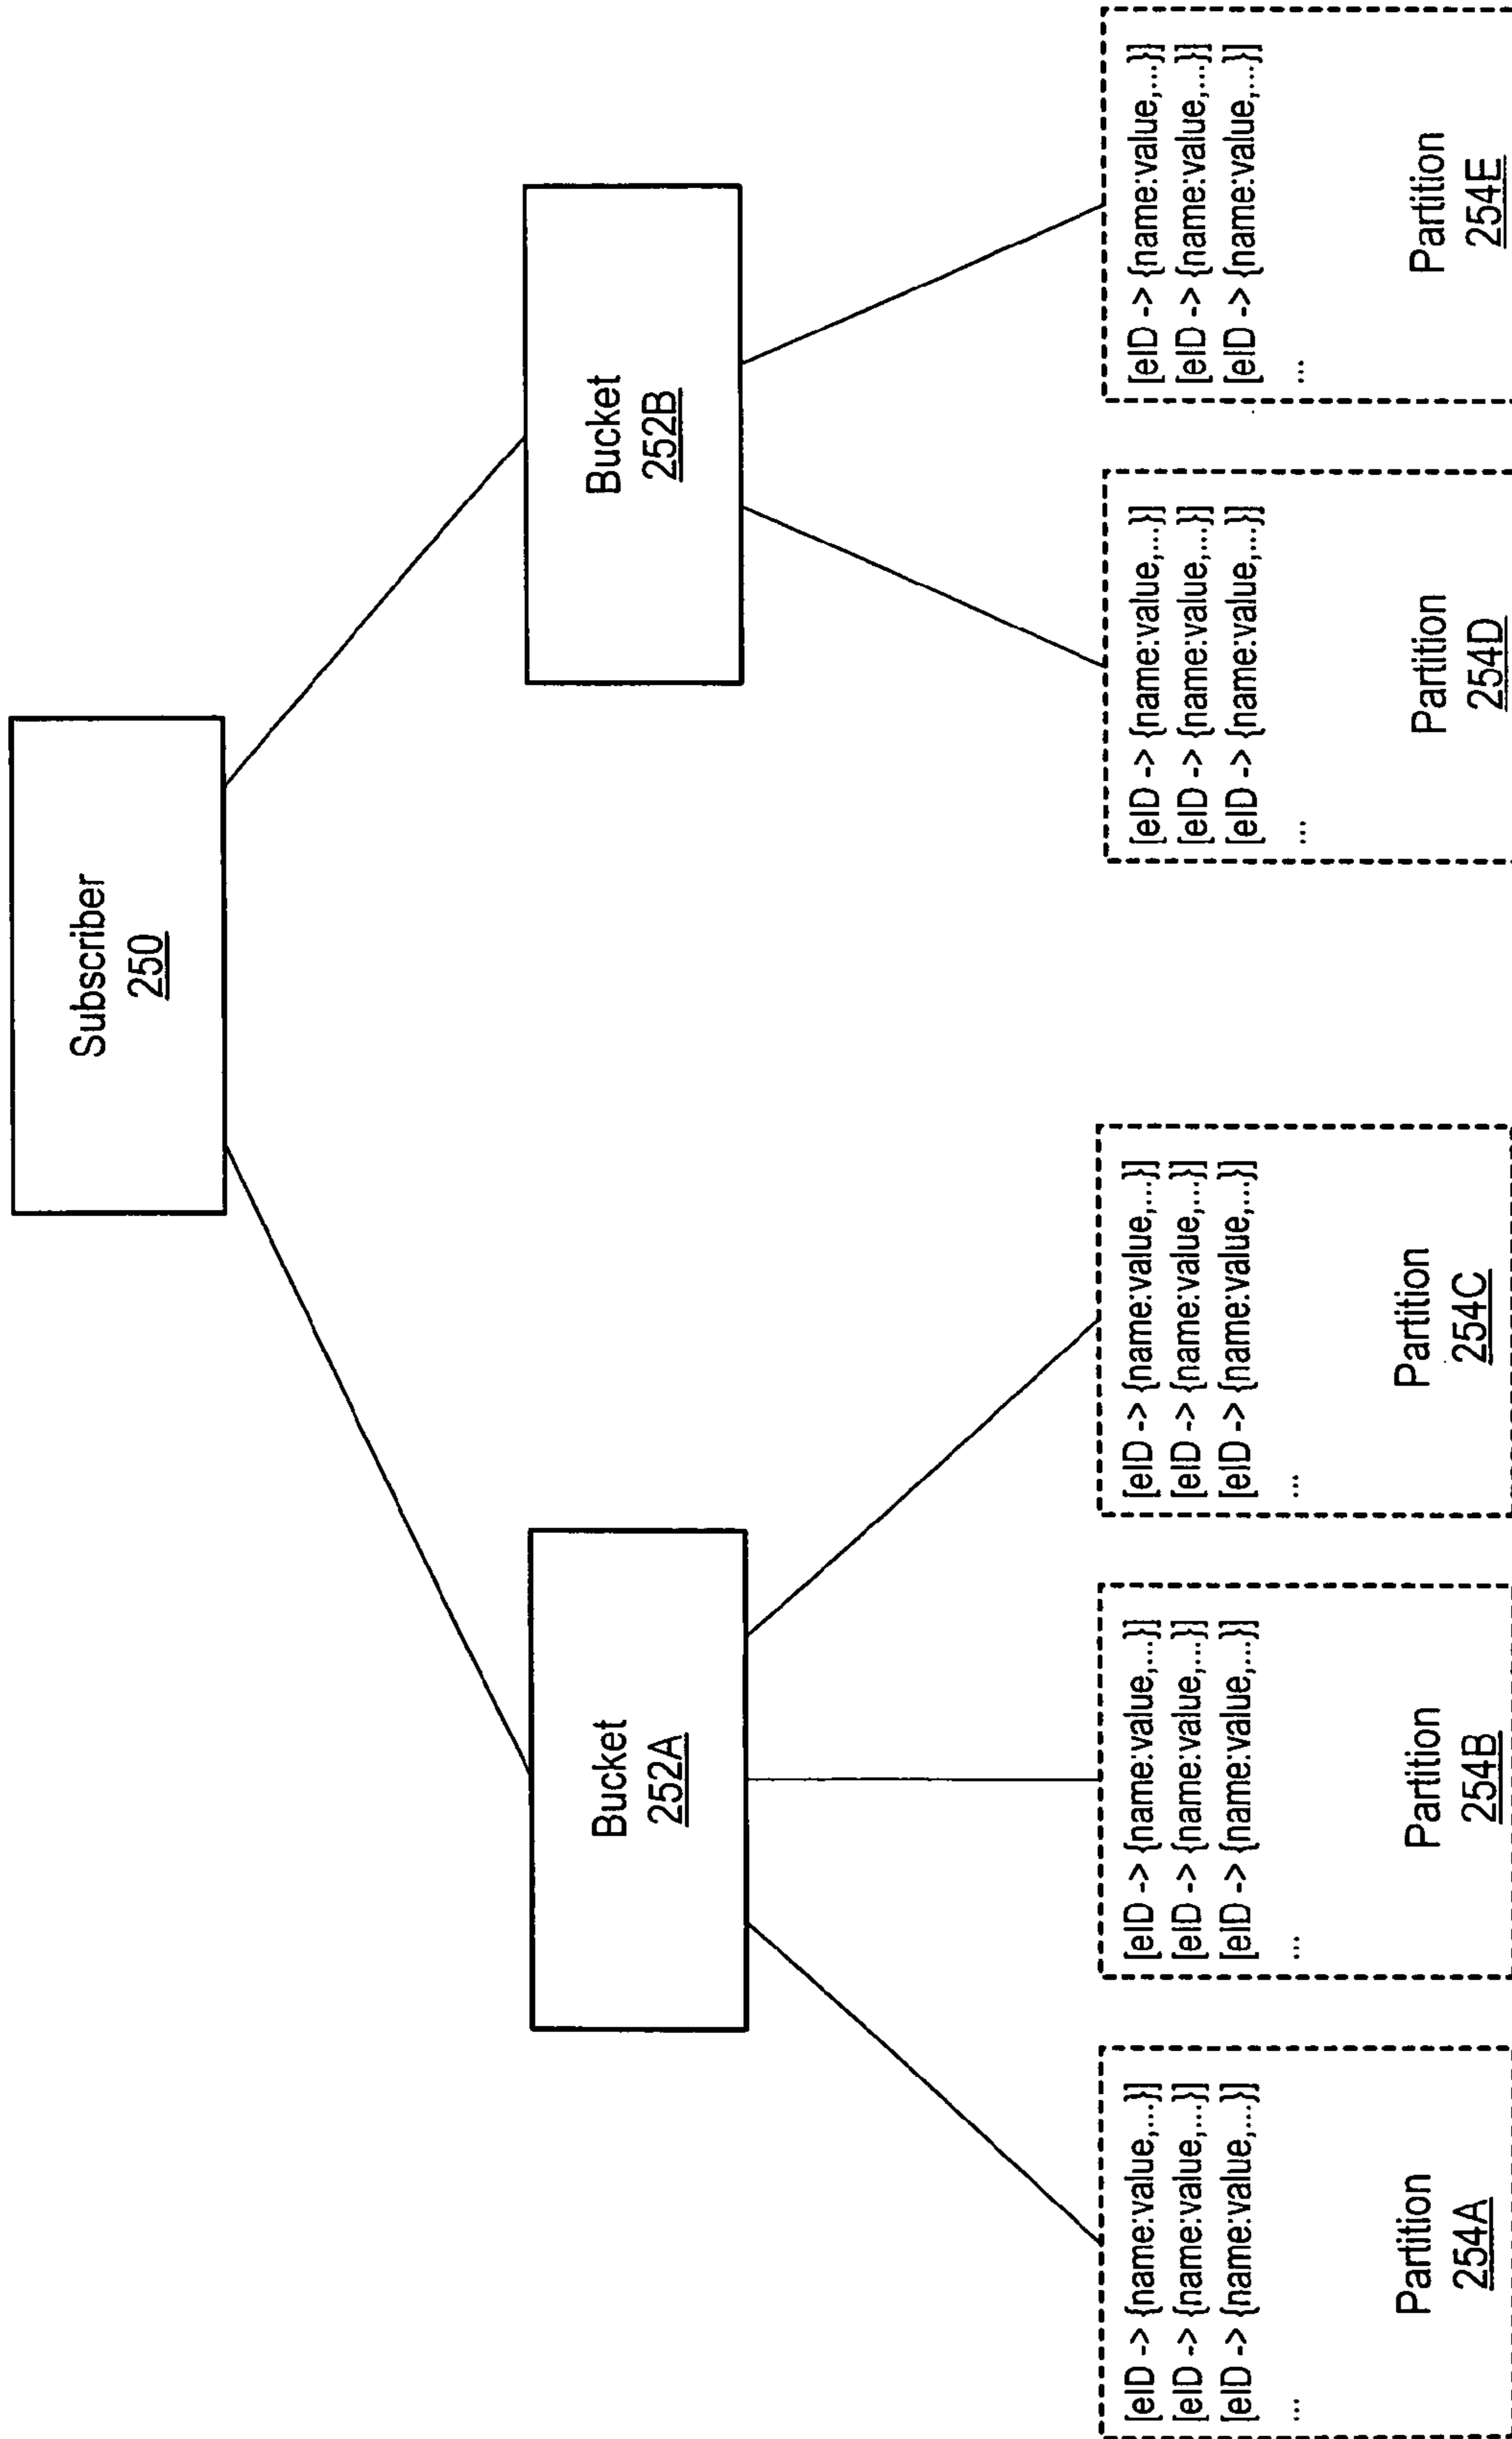 Subscriber
250
Bucket
252A
Bucket
252B
[eID -> {name:value,...}]
[eID -> {name:value,...}]
[eID -> {name:value,...}]
...
Partition
254A
[eID -> {name:value,...}]
[eID -> {name:value,...}]
[eID -> {name:value,...}]
...
Partition
254B
[eID -> {name:value,...}]
[eID -> {name:value,...}]
[eID -> {name:value,...}]
...
Partition
254C
[eID -> {name:value,...}]
[eID -> {name:value,...}]
[eID -> {name:value,...}]
...
Partition
254D
[eID -> {name:value,...}]
[eID -> {name:value,...}]
[eID -> {name:value,...}]
...
Partition
254E